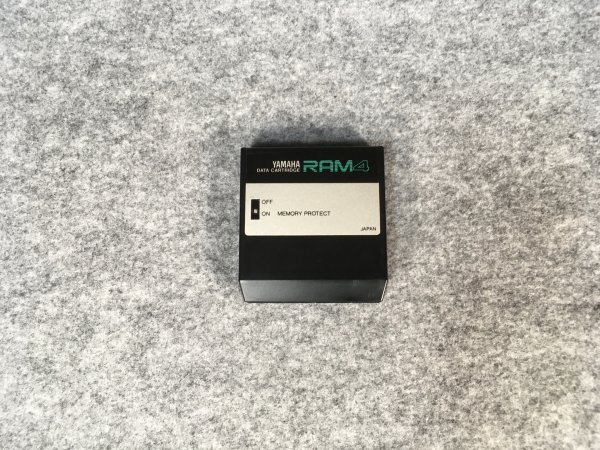 YAMAHA
DATA CARTRIDGE RAM4
OFF
ON MEMORY PROTECT
JAPAN